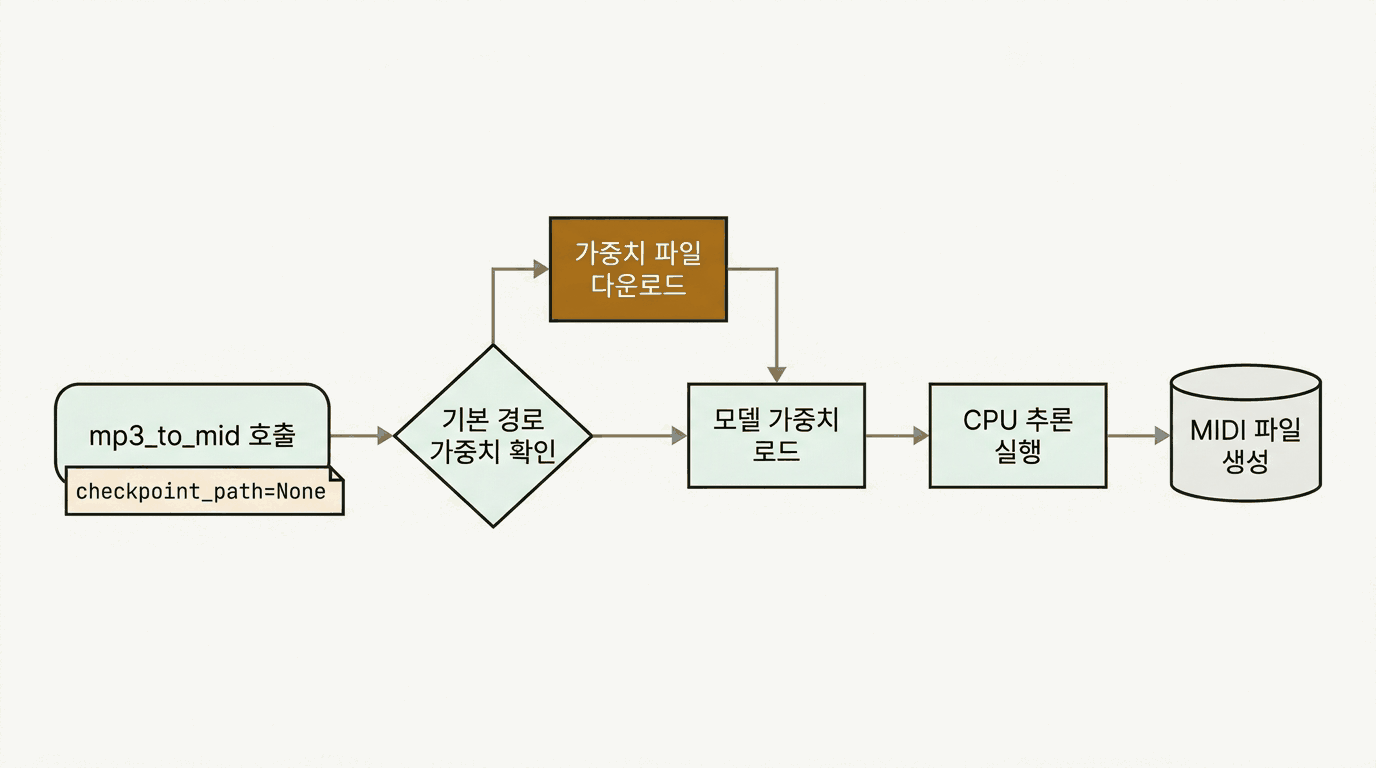 mp3_to_mid 호출
checkpoint_path=None
기본 경로
가중치 확인
가중치 파일
다운로드
모델 가중치
로드
CPU 추론
실행
MIDI 파일
생성